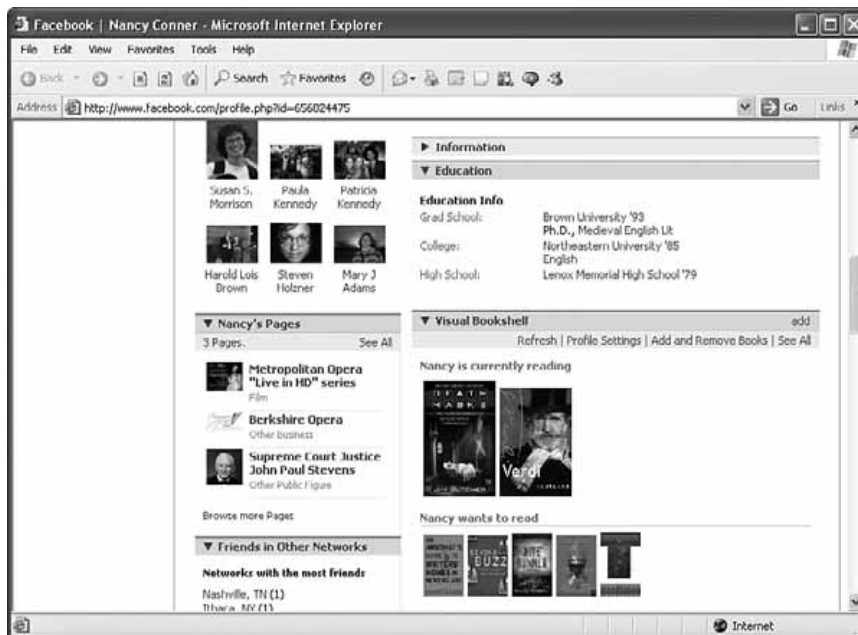 Facebook | Nancy Conner - Microsoft Internet Explorer
File Edit View Favorites Tools Help
Back Search Favorites
Address http://www.facebook.com/profile.php?id=656024475 Go Links
Susan S. Morrison
Paula Kennedy
Patricia Kennedy
Harold Lois Brown
Steven Holzner
Mary J Adams
▼ Nancy's Pages
3 Pages. See All
Metropolitan Opera
"Live in HD" series
Film
Berkshire Opera
Other Business
Supreme Court Justice
John Paul Stevens
Other Public Figure
Browse more Pages
▼ Friends in Other Networks
Networks with the most friends
Nashville, TN (1)
Ithaca, NY (1)
▶ Information
▼ Education
Education Info
Grad School: Brown University '93
Ph.D., Medieval English Lit
College: Northeastern University '85
English
High School: Lenox Memorial High School '79
▼ Visual Bookshelf add
Refresh | Profile Settings | Add and Remove Books | See All
Nancy is currently reading
DEATH
MASKS
Verdi
Nancy wants to read
BUZZ
Internet